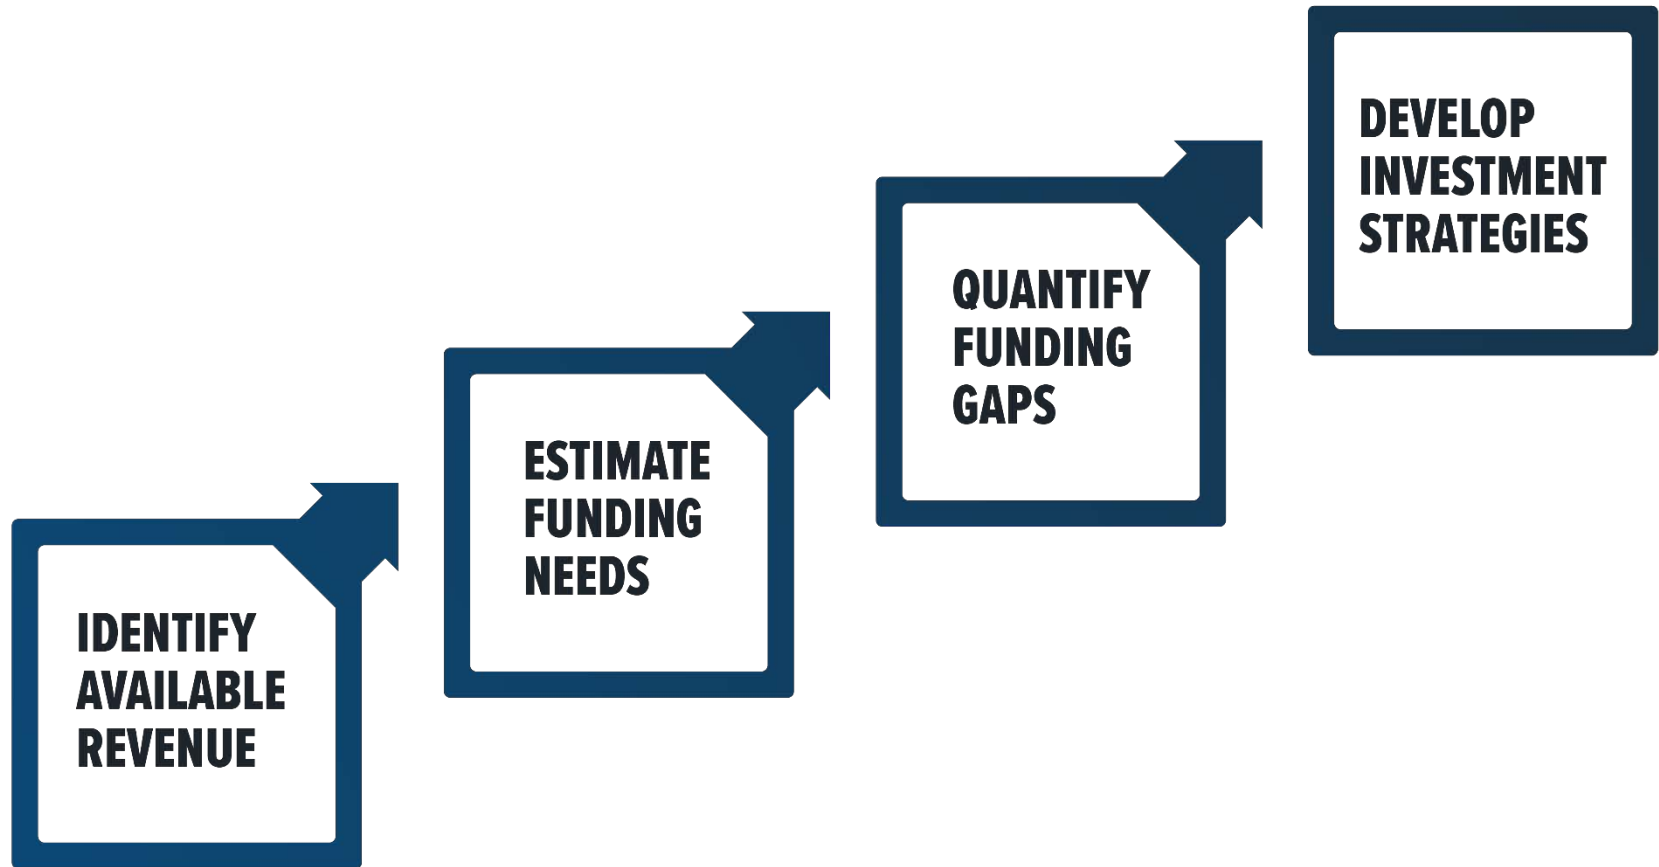 IDENTIFY
AVAILABLE
REVENUE
ESTIMATE
FUNDING
NEEDS
QUANTIFY
FUNDING
GAPS
DEVELOP
INVESTMENT
STRATEGIES